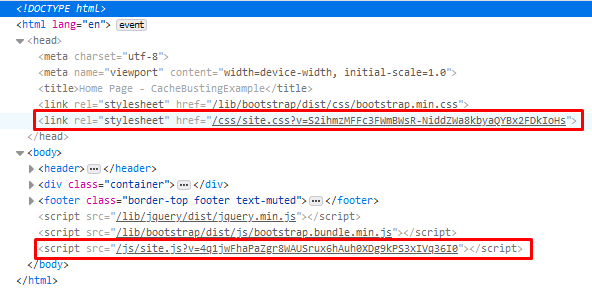 <!DOCTYPE html>
<html lang="en"> event
<head>
<meta charset="utf-8">
<meta name="viewport" content="width=device-width, initial-scale=1.0">
<title>Home Page - CacheBustingExample</title>
<link rel="stylesheet" href="/lib/bootstrap/dist/css/bootstrap.min.css">
<link rel="stylesheet" href="/css/site.css?v=S2ihmzMFFc3FWmBWsR-NiddZWa8kbyaQYBx2FDkIoHs">
</head>
<body>
<header> ••• </header>
<div class="container"> ••• </div>
<footer class="border-top footer text-muted"> ••• </footer>
<script src="/lib/jquery/dist/jquery.min.js"></script>
<script src="/lib/bootstrap/dist/js/bootstrap.bundle.min.js"></script>
<script src="/js/site.js?v=4q1jwFhaPaZgr8WAUSrux6hAuh0XDg9kPS3xIVq36I0"></script>
</body>
</html>